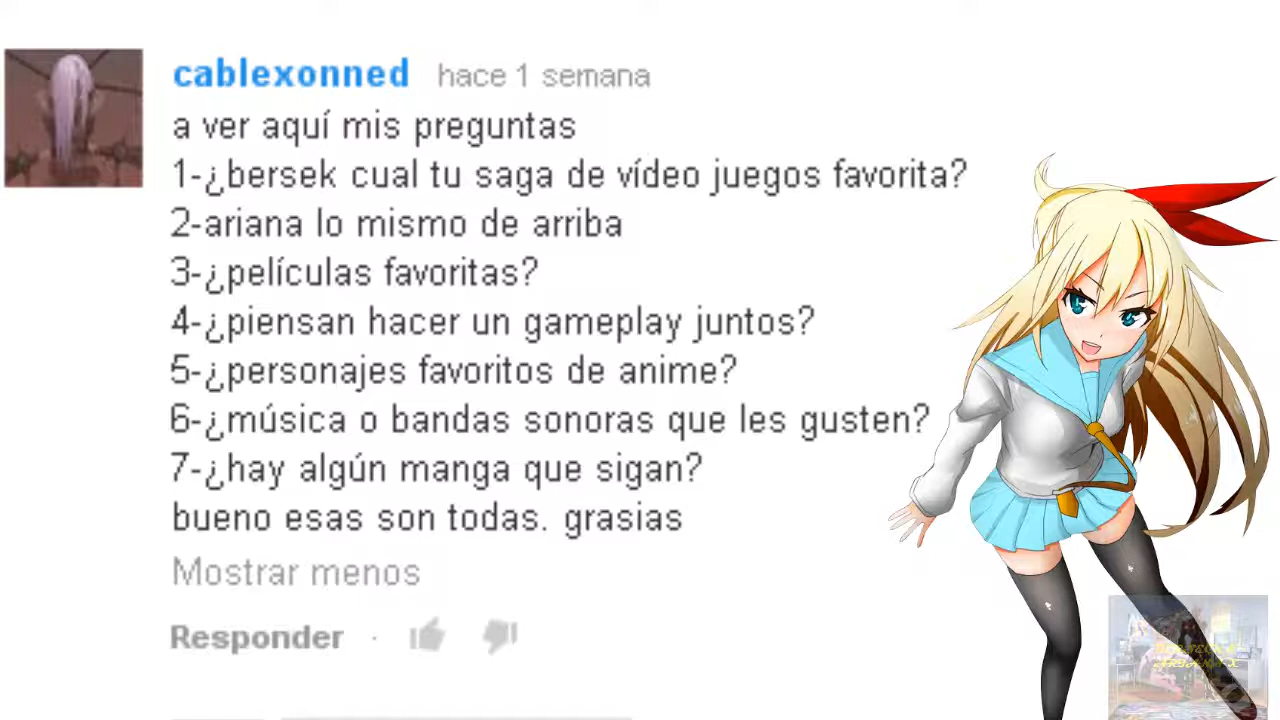 cablexonned hace 1 semana
a ver aquí mis preguntas
1-¿bersek cual tu saga de vídeo juegos favorita?
2-ariana lo mismo de arriba
3-¿películas favoritas?
4-¿piensan hacer un gameplay juntos?
5-¿personajes favoritos de anime?
6-¿música o bandas sonoras que les gusten?
7-¿hay algún manga que sigan?
bueno esas son todas. grasias
Mostrar menos
Responder ·